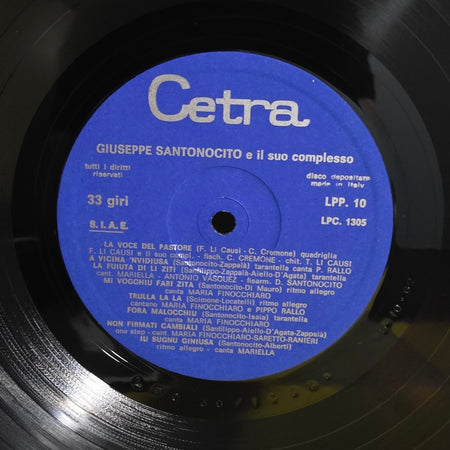 Cetra
GIUSEPPE SANTONOCITO e il suo complesso
tutti i diritti
riservati
disco depositato
made in Italy
33 giri
LPP. 10
S. I. A. E.
LPC. 1305
LA VOCE DEL PASTORE (F. Li Causi - C. Cremone) quadriglia
F. LI CAUSI e il suo compl. - fisch. C. CREMONE - chit. T. LI CAUSI
A VICINA 'NVIDIUSA (Santonocito-Zappalà) tarantella canta P. RALLO
LA FUIUTA DI LI ZITI (Sanfilippo-Zappalà-Aiello-D'Agata) tarantella
cant. MARIELLA - ANTONIO VASQUEZ - fisarm. D. SANTONOCITO
MI VOGGHIU FARI ZITA (Santonocito-Di Mauro) ritmo allegro
canta MARIA FINOCCHIARO
TRULLA LA LA (Scimone-Locatelli) ritmo allegro
cantano MARIA FINOCCHIARO e PIPPO RALLO
FORA MALOCCHIU (Santonocito-Isaia) tarantella
canta MARIA FINOCCHIARO
NON FIRMATI CAMBIALI (Sanfilippo-Aiello-D'Agata-Zappalà)
one step - cant. MARIA FINOCCHIARO-SARETTO-RANIERI
IU SUGNU GINIUSA (Santonocito-Alberti)
ritmo allegro - canta MARIELLA